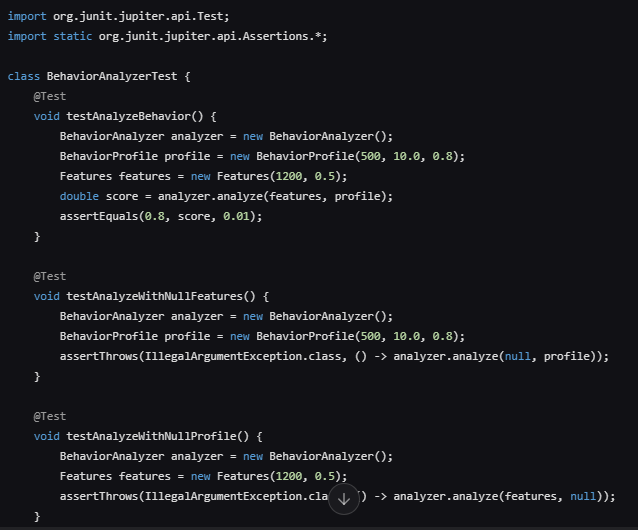 import org.junit.jupiter.api.Test;
import static org.junit.jupiter.api.Assertions.*;

class BehaviorAnalyzerTest {
    @Test
    void testAnalyzeBehavior() {
        BehaviorAnalyzer analyzer = new BehaviorAnalyzer();
        BehaviorProfile profile = new BehaviorProfile(500, 10.0, 0.8);
        Features features = new Features(1200, 0.5);
        double score = analyzer.analyze(features, profile);
        assertEquals(0.8, score, 0.01);
    }

    @Test
    void testAnalyzeWithNullFeatures() {
        BehaviorAnalyzer analyzer = new BehaviorAnalyzer();
        BehaviorProfile profile = new BehaviorProfile(500, 10.0, 0.8);
        assertThrows(IllegalArgumentException.class, () -> analyzer.analyze(null, profile));
    }

    @Test
    void testAnalyzeWithNullProfile() {
        BehaviorAnalyzer analyzer = new BehaviorAnalyzer();
        Features features = new Features(1200, 0.5);
        assertThrows(IllegalArgumentException.cla ) -> analyzer.analyze(features, null));
    }